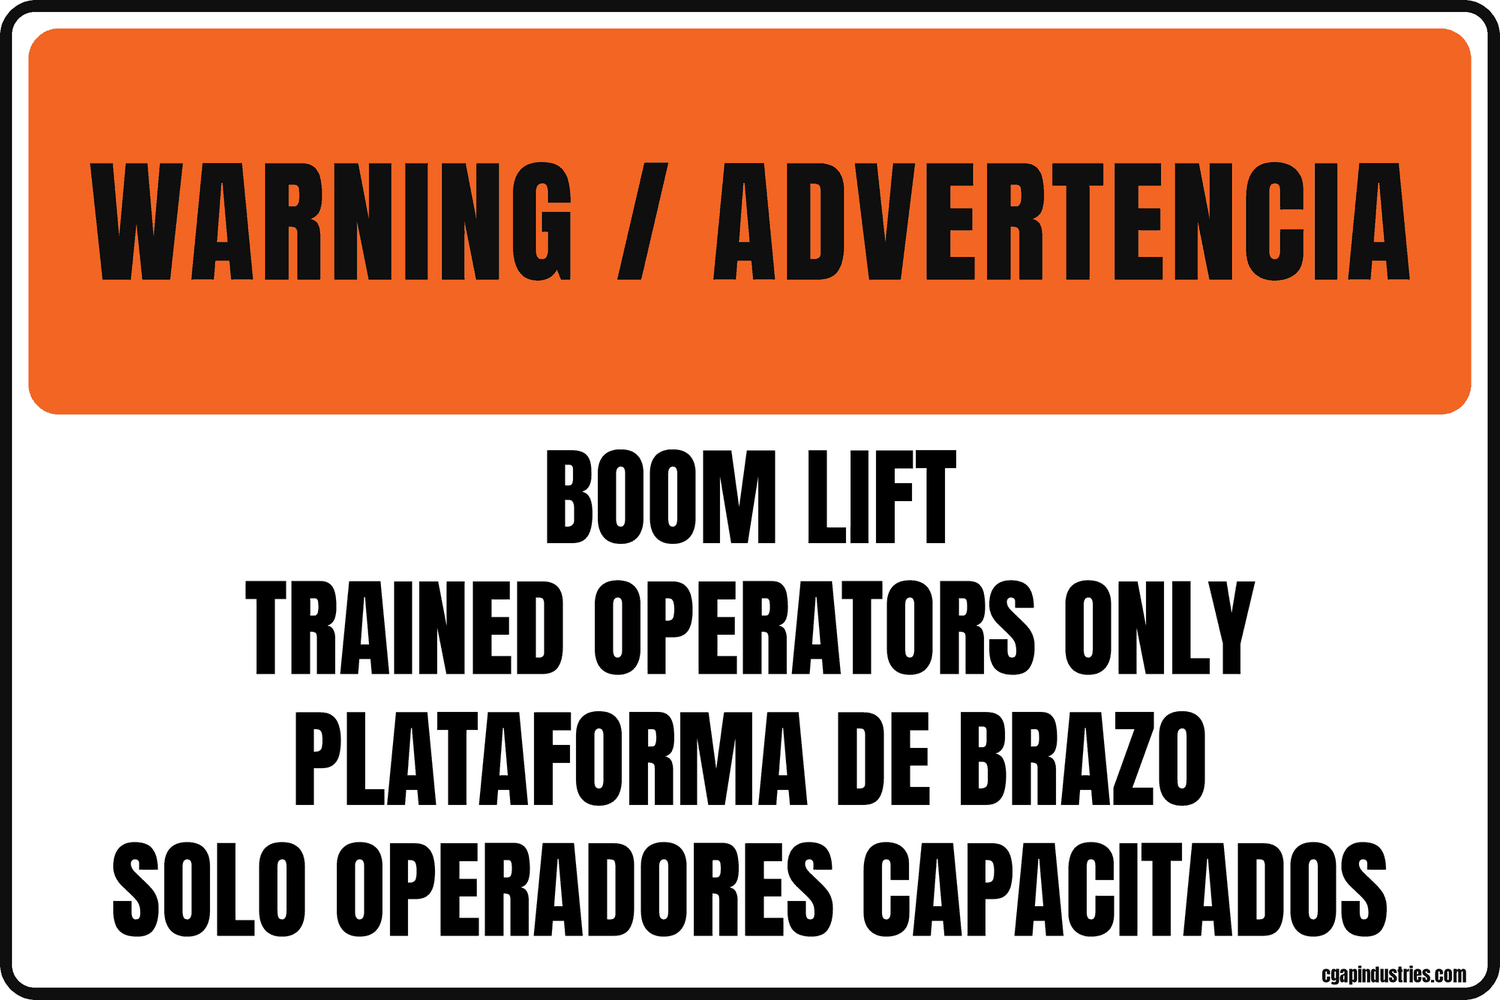 WARNING / ADVERTENCIA
BOOM LIFT
TRAINED OPERATORS ONLY
PLATAFORMA DE BRAZO
SOLO OPERADORES CAPACITADOS
cgapindustries.com